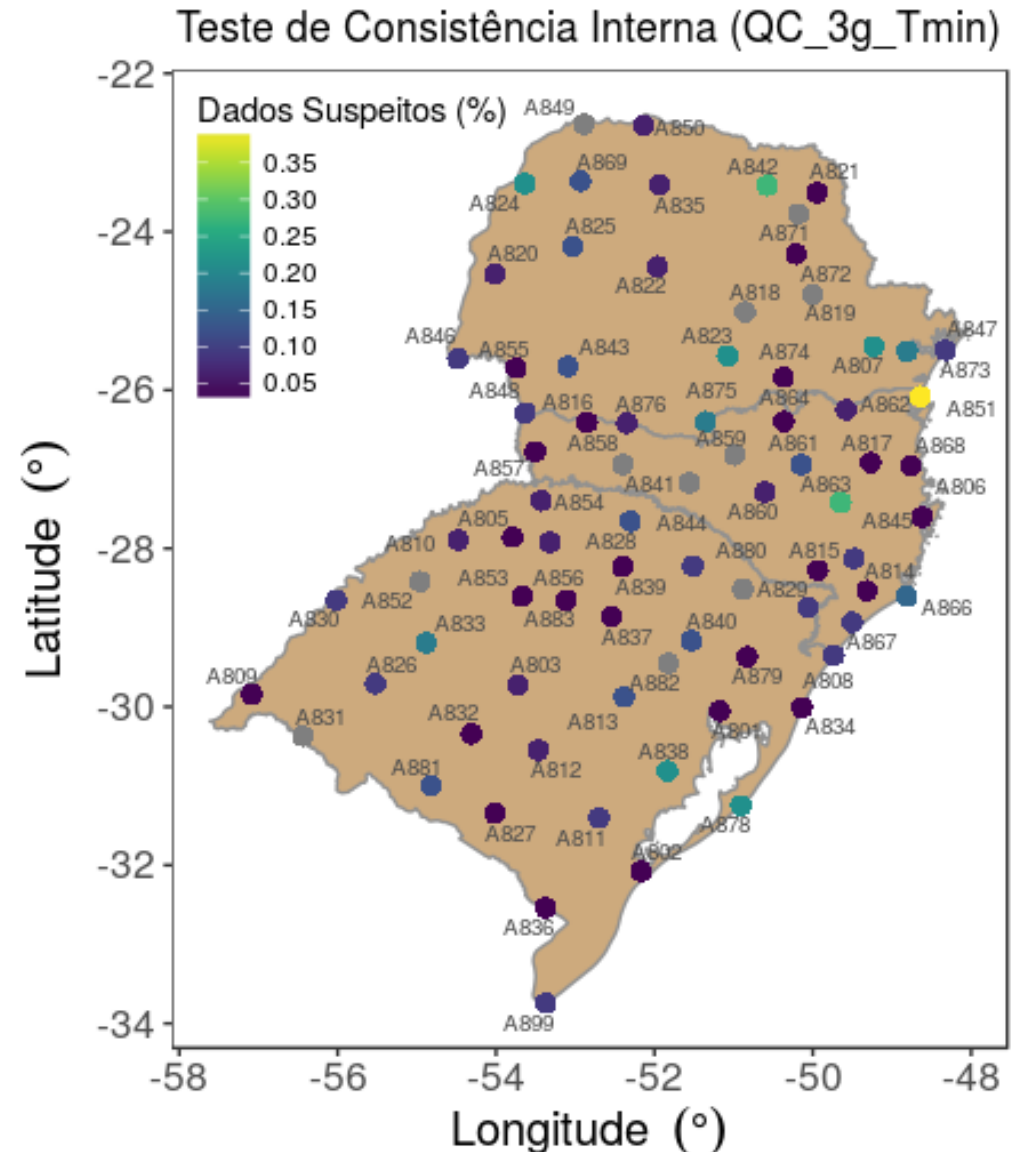 Teste de Consistência Interna (QC_3g_Tmin)
-22
Dados Suspeitos (%)
0.35
0.30
0.25
0.20
0.15
0.10
0.05
A849
A850
A869
A842
A821
A824
A835
A871
A825
A820
A822
A872
A818
A819
-24
A846
A855
A843
A823
A874
A807
A847
A873
-26
A848
A816
A876
A875
A864
A862
A851
A858
A859
A861
A817
A868
A857
A841
A863
A806
A854
A860
A845
A805
A844
-28
A810
A828
A880
A815
A814
A853
A856
A839
A829
A852
A866
A830
A833
A883
A837
A840
A867
A809
A826
A803
A882
A879
A808
-30
A831
A832
A813
A801
A834
A881
A812
A838
A827
A811
A878
-32
A802
A836
-34
A899
-58
-56
-54
-52
-50
-48
Longitude (°)
Latitude (°)